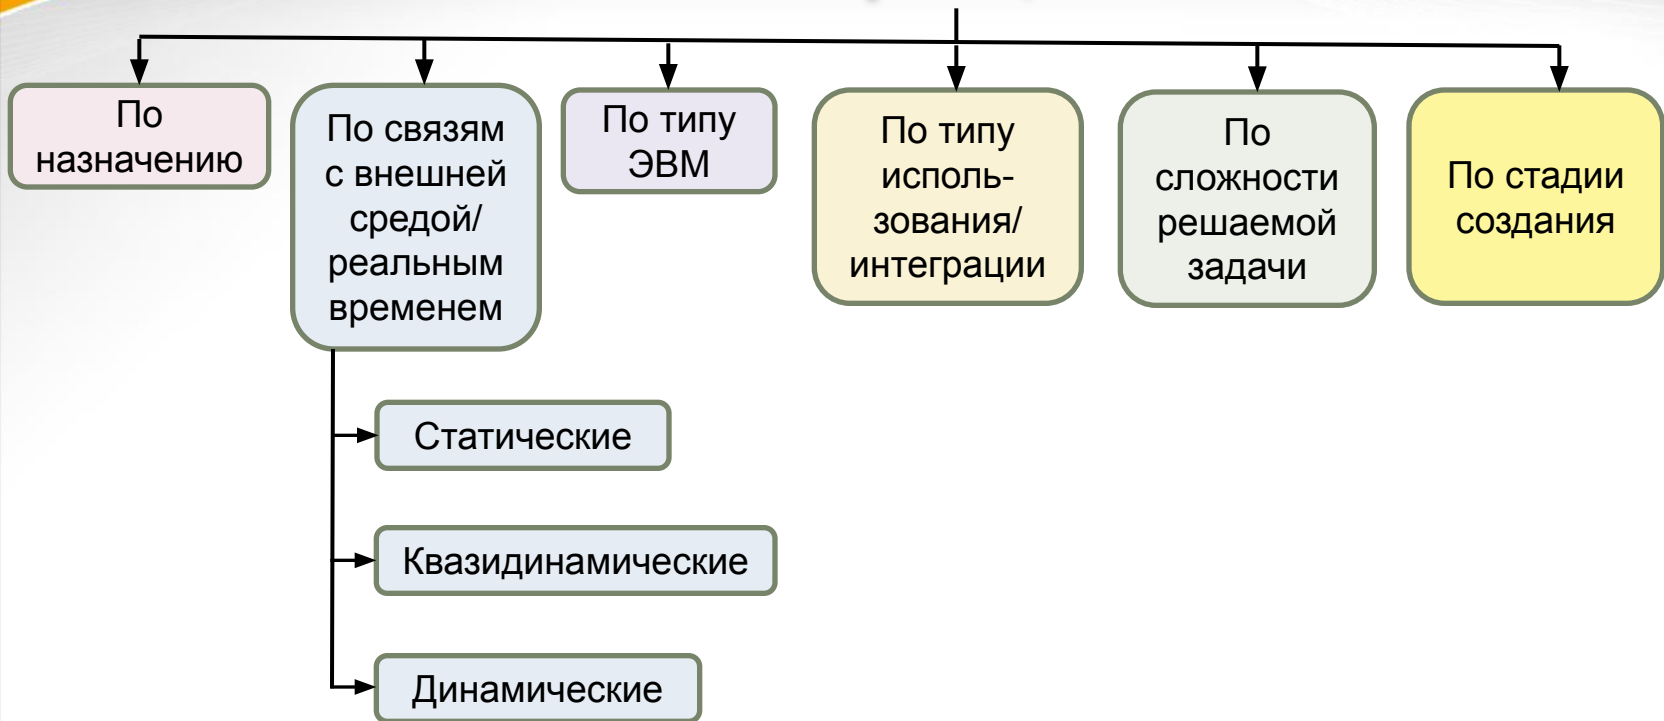 По
назначению
По связям
с внешней
средой/
реальным
временем
По типу
ЭВМ
По типу
исполь-
зования/
интеграции
По
сложности
решаемой
задачи
По стадии
создания
Статические
Квазидинамические
Динамические